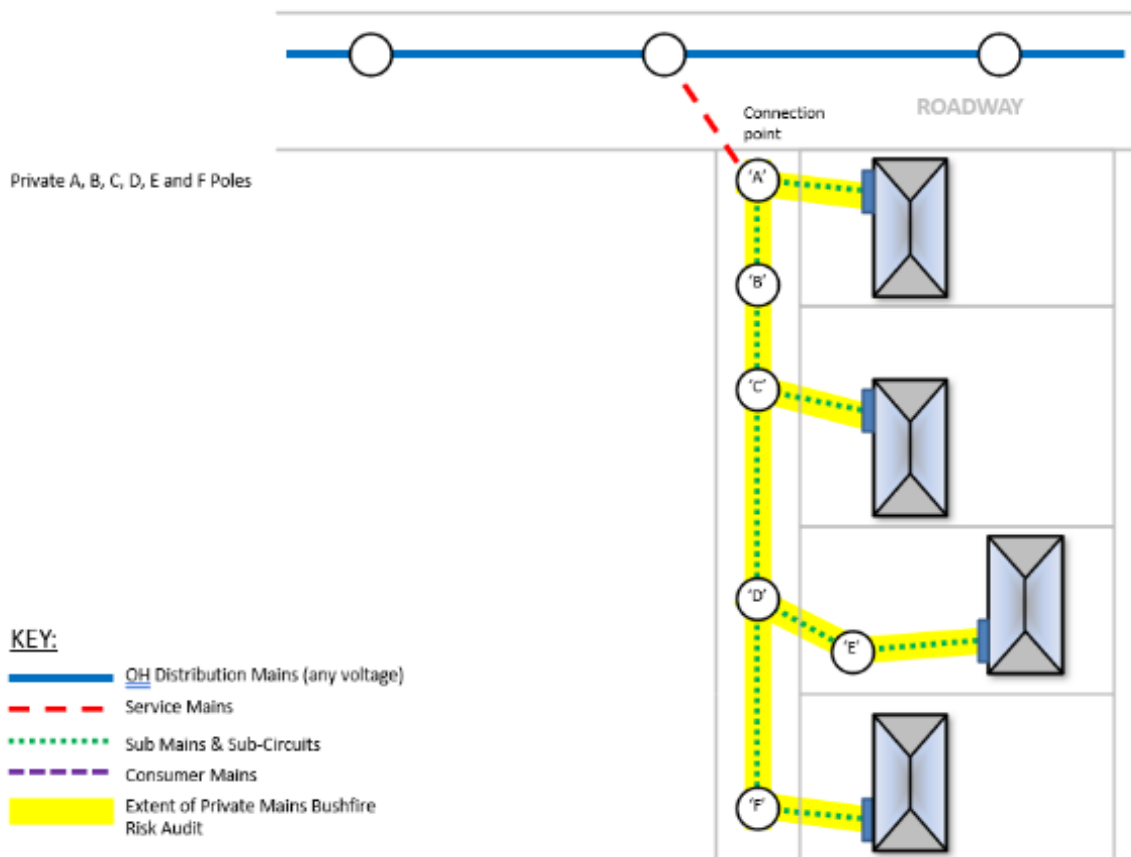 ROADWAY
Connection
point
Private A, B, C, D, E and F Poles
'A'
'B'
'C'
'D'
'E'
'F'
KEY:
OH Distribution Mains (any voltage)
Service Mains
Sub Mains & Sub-Circuits
Consumer Mains
Extent of Private Mains Bushfire
Risk Audit